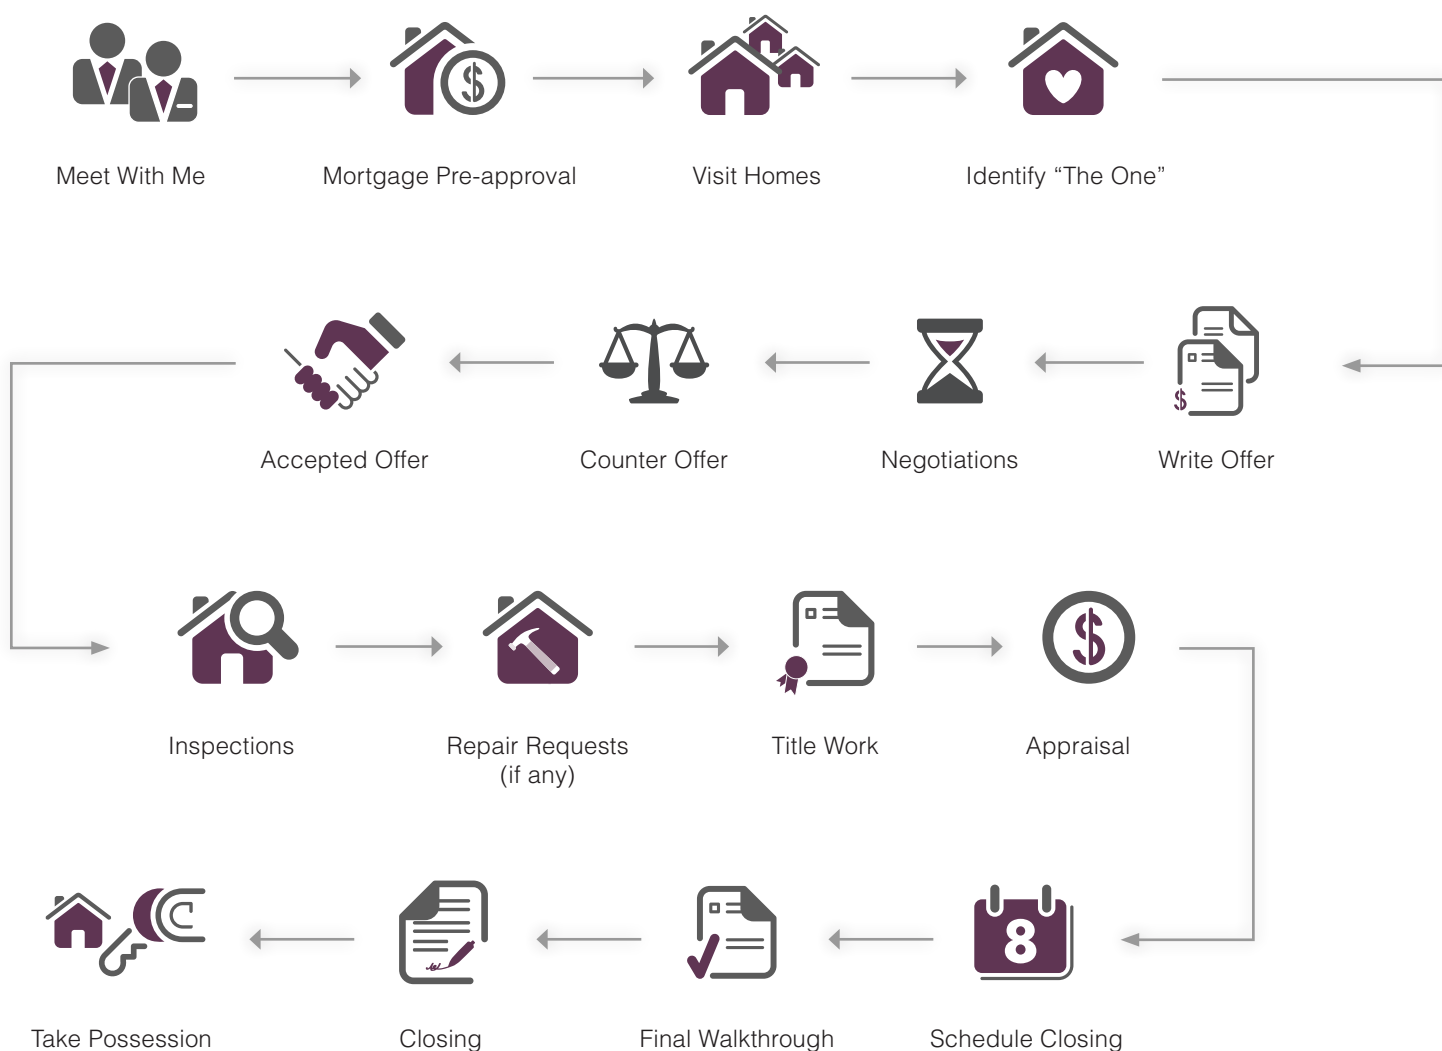 Meet With Me
Mortgage Pre-approval
Visit Homes
Identify “The One”
$
Write Offer
Negotiations
Counter Offer
Accepted Offer
$
Inspections
Repair Requests
(if any)
Title Work
Appraisal
$
Schedule Closing
8
Final Walkthrough
Closing
Take Possession